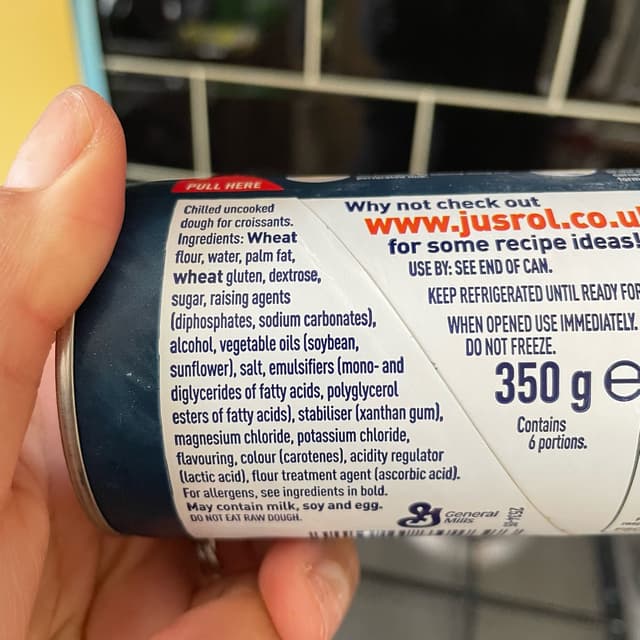 PULL HERE
Chilled uncooked
dough for croissants.
Ingredients: Wheat
flour, water, palm fat,
wheat gluten, dextrose,
sugar, raising agents
(diphosphates, sodium carbonates),
alcohol, vegetable oils (soybean,
sunflower), salt, emulsifiers (mono- and
diglycerides of fatty acids, polyglycerol
esters of fatty acids), stabiliser (xanthan gum),
magnesium chloride, potassium chloride,
flavouring, colour (carotenes), acidity regulator
(lactic acid), flour treatment agent (ascorbic acid).
For allergens, see ingredients in bold.
May contain milk, soy and egg.
DO NOT EAT RAW DOUGH.
Why not check out
www.jusrol.co.u
for some recipe ideas!
USE BY: SEE END OF CAN.
KEEP REFRIGERATED UNTIL READY FOR
WHEN OPENED USE IMMEDIATELY.
DO NOT FREEZE.
350 g e
Contains
6 portions.
G General
Mills